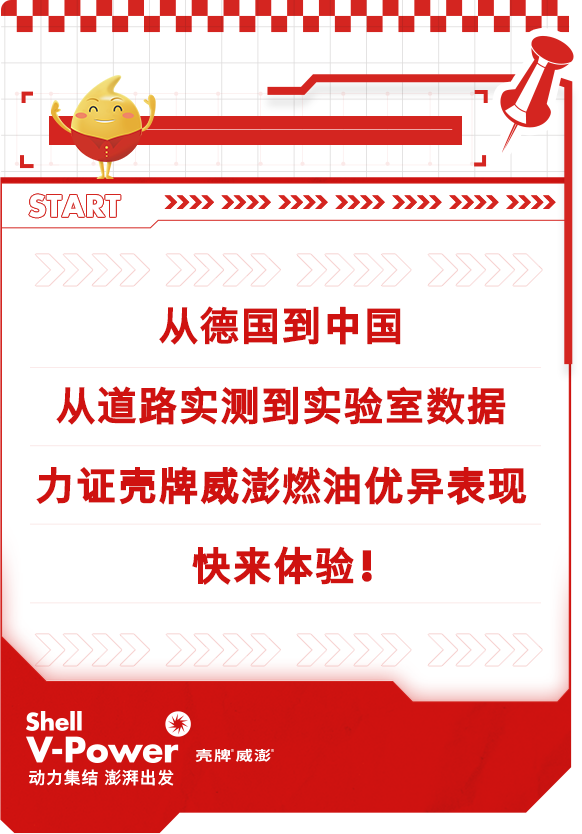 START
从德国到中国
从道路实测到实验室数据
力证壳牌威澎燃油优异表现
快来体验!
Shell
V-Power
壳牌®威澎®
动力集结 澎湃出发